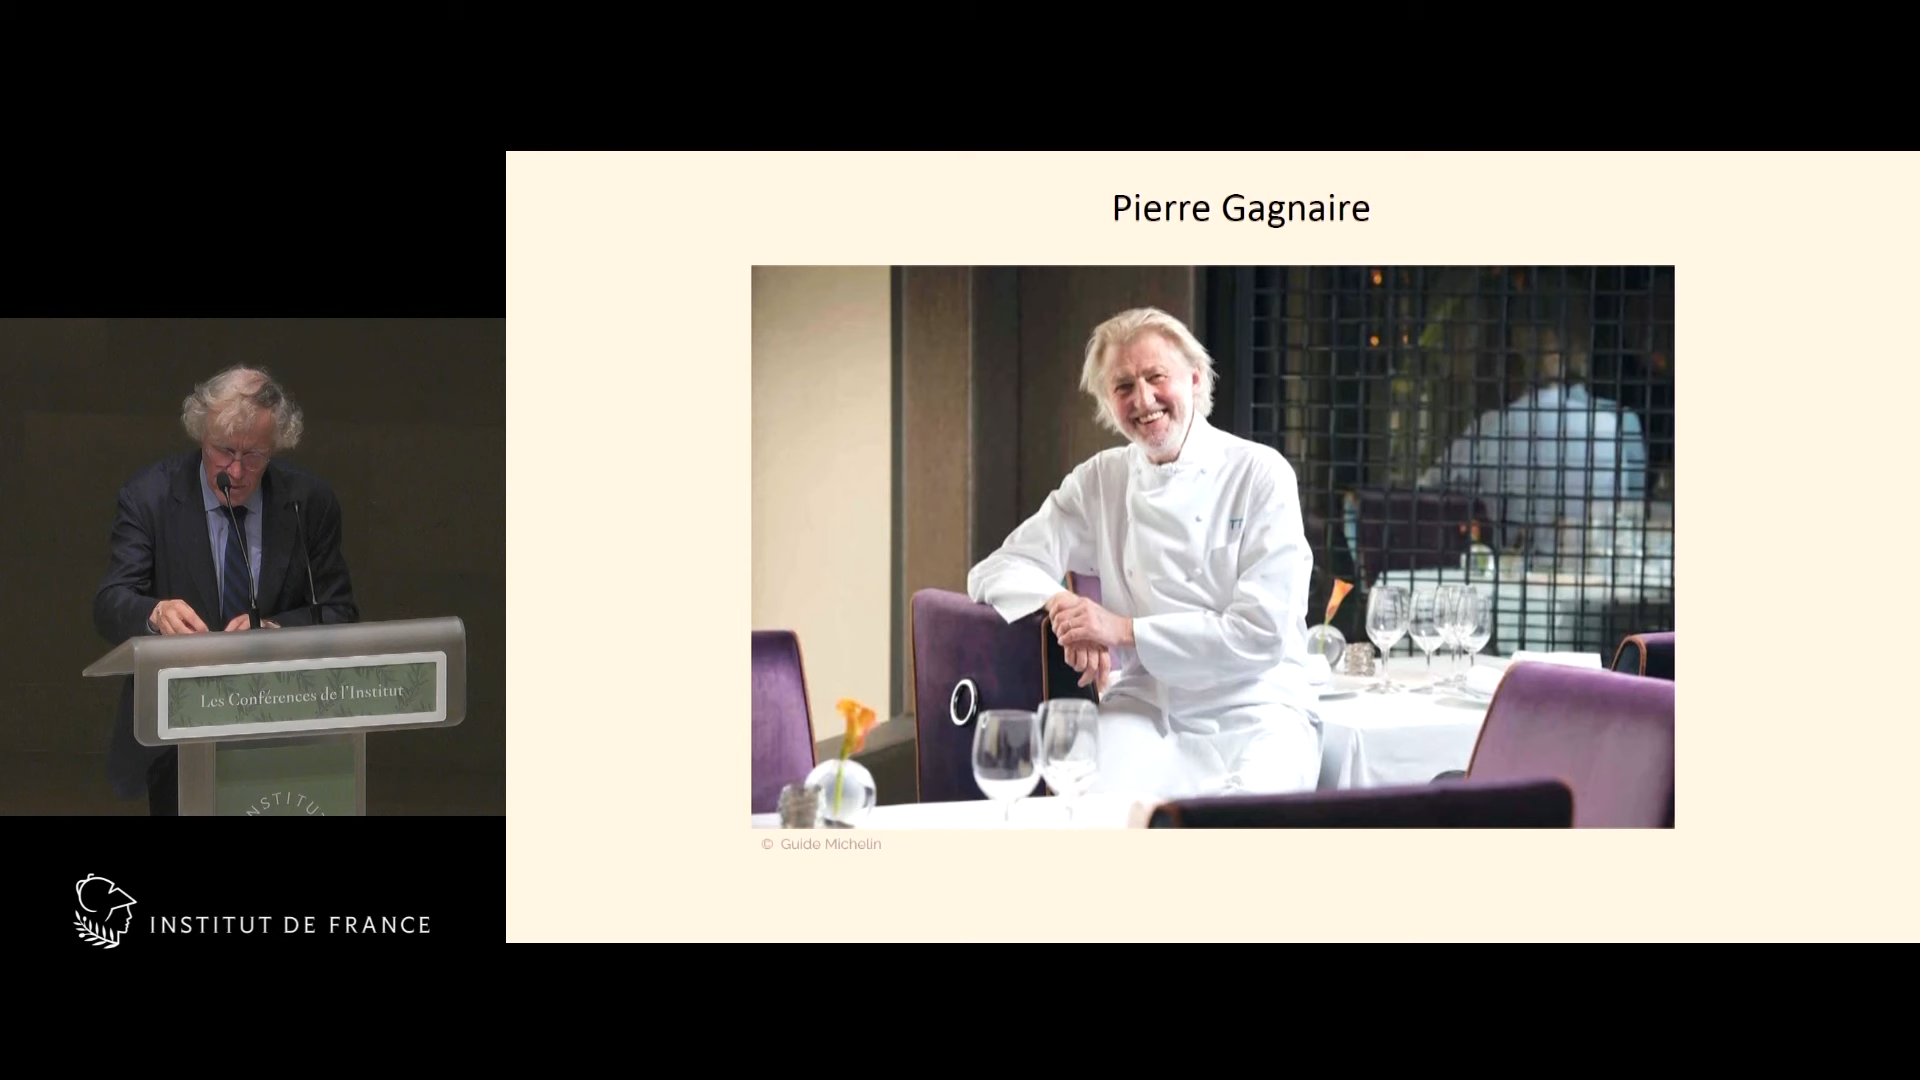 Pierre Gagnaire
© Guide Michelin
Les Conférences de l'Institut
INSTITUT DE FRANCE